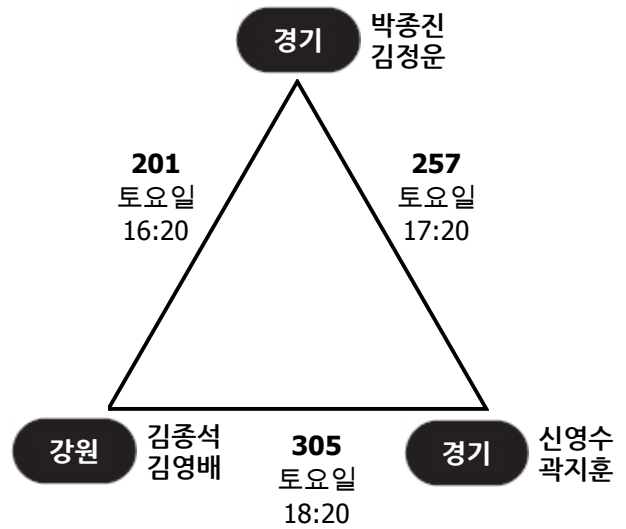 경기
박종진
김정운
201
토요일
16:20
257
토요일
17:20
강원
김종석
김영배
305
토요일
18:20
경기
신영수
곽지훈